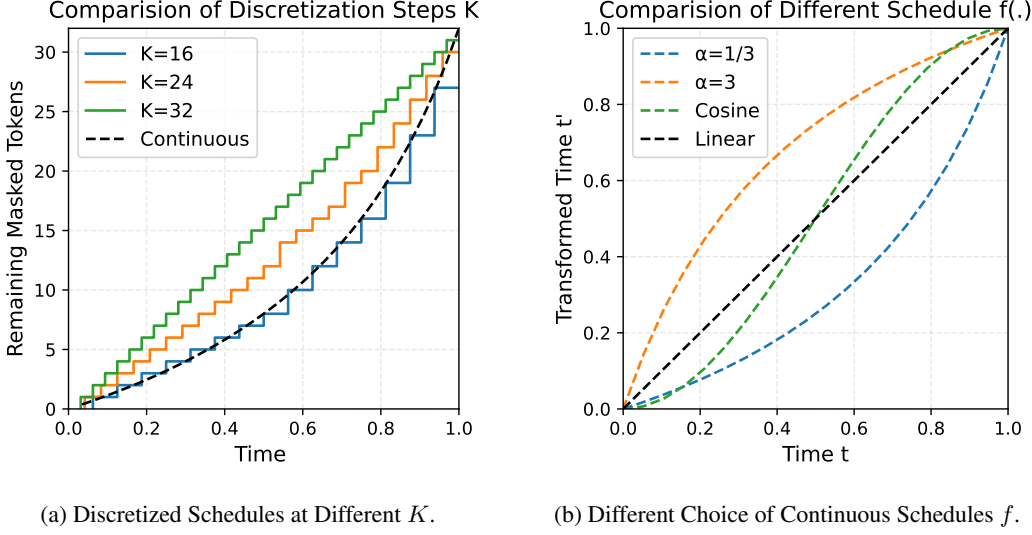 Comparision of Discretization Steps K
Remaining Masked Tokens
30
25
20
15
10
5
0
K=16
K=24
K=32
Continuous
0.0 0.2 0.4 0.6 0.8 1.0
Time
(a) Discretized Schedules at Different K.
Comparision of Different Schedule f(.)
Transformed Time t'
1.0
0.8
0.6
0.4
0.2
0.0
α=1/3
α=3
Cosine
Linear
0.0 0.2 0.4 0.6 0.8 1.0
Time t
(b) Different Choice of Continuous Schedules f.